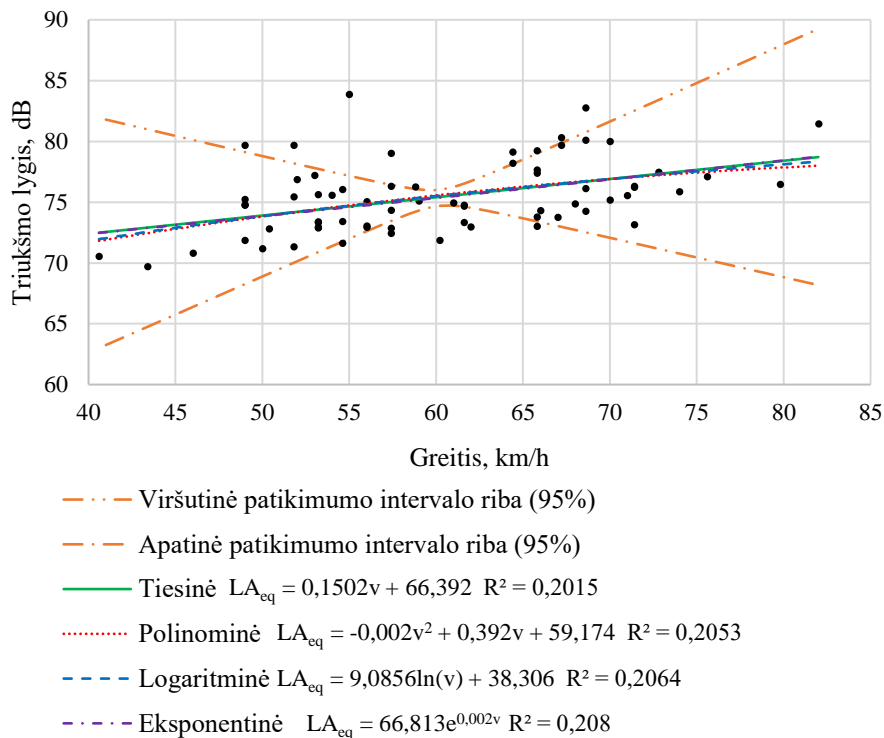 90
85
80
75
70
65
60
Triukšmo lygis, dB
40 45 50 55 60 65 70 75 80 85
Greitis, km/h
Viršutinė patikimumo intervalo riba (95%)
Apatinė patikimumo intervalo riba (95%)
Tiesinė LAeq = 0,1502v + 66,392 R² = 0,2015
Polinominė LAeq = -0,002v² + 0,392v + 59,174 R² = 0,2053
Logaritminė LAeq = 9,0856ln(v) + 38,306 R² = 0,2064
Eksponentinė LAeq = 66,813e^0,002v R² = 0,208